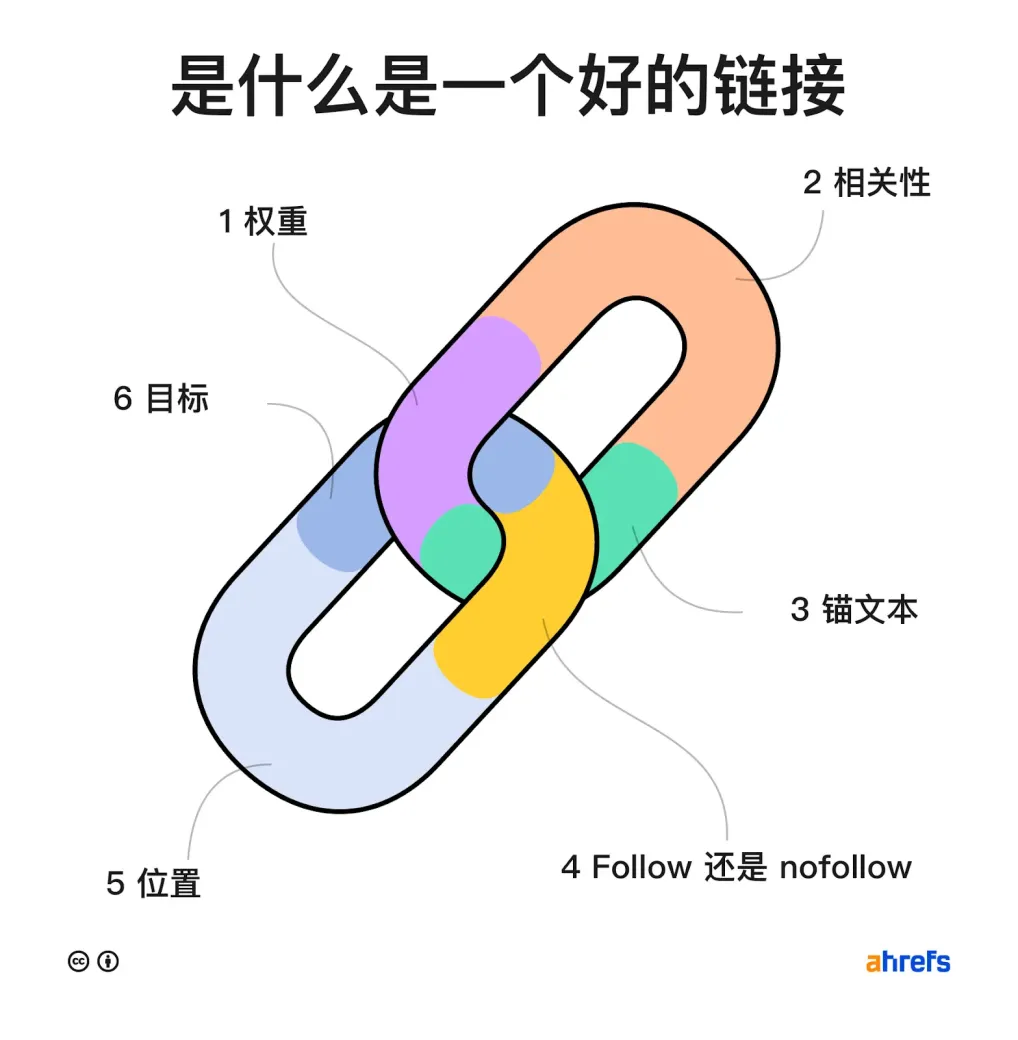 是什么是一个好的链接
1 权重
2 相关性
6 目标
3 锚文本
4 Follow 还是 nofollow
5 位置
cc
ahrefs